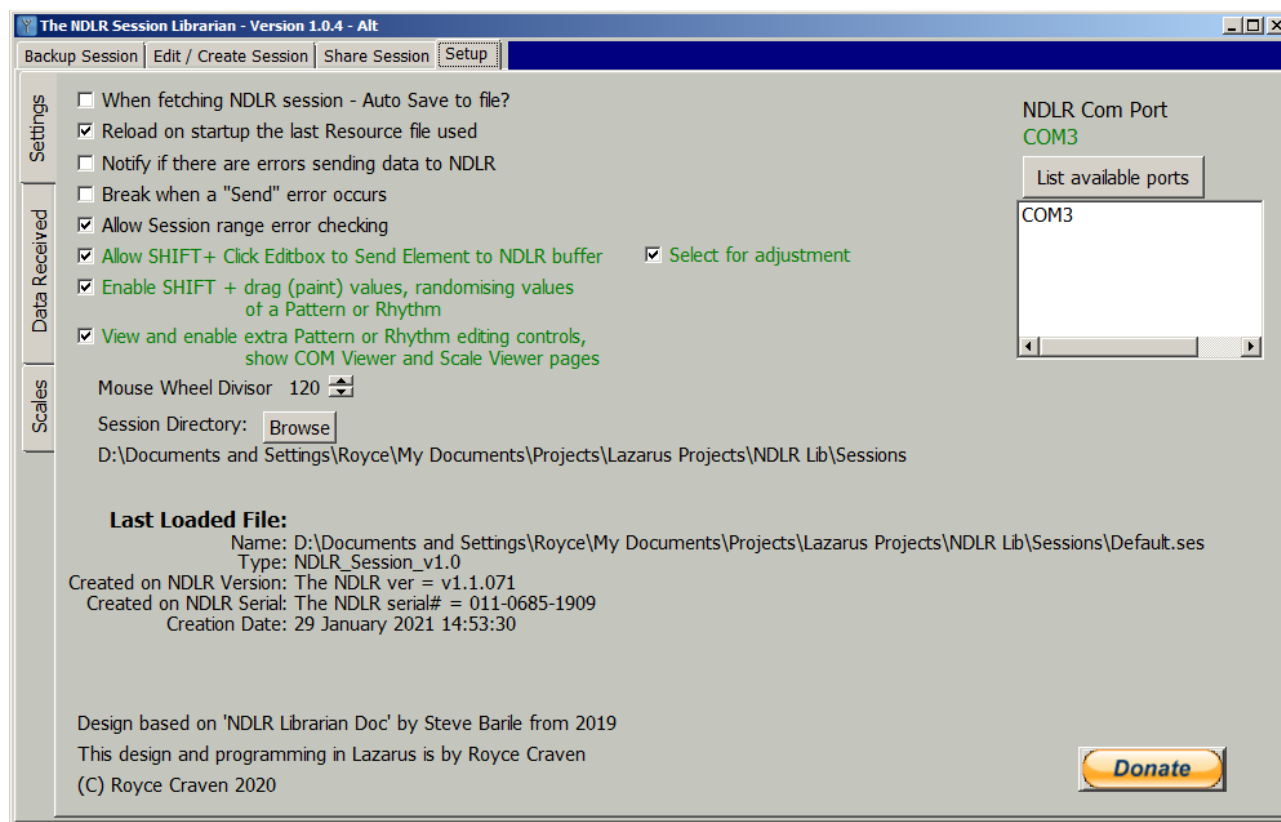 The NDLR Session Librarian - Version 1.0.4 - Alt
Backup Session Edit / Create Session Share Session Setup
Settings
Data Received
Scales
When fetching NDLR session - Auto Save to file?
Reload on startup the last Resource file used
Notify if there are errors sending data to NDLR
Break when a "Send" error occurs
Allow Session range error checking
Allow SHIFT+ Click Editbox to Send Element to NDLR buffer
Select for adjustment
Enable SHIFT + drag (paint) values, randomising values
of a Pattern or Rhythm
View and enable extra Pattern or Rhythm editing controls,
show COM Viewer and Scale Viewer pages
Mouse Wheel Divisor 120
Session Directory: Browse
D:\Documents and Settings\Royce\My Documents\Projects\Lazarus Projects\NDLR Lib\Sessions
NDLR Com Port
COM3
List available ports
COM3
Last Loaded File:
Name: D:\Documents and Settings\Royce\My Documents\Projects\Lazarus Projects\NDLR Lib\Sessions\Default.ses
Type: NDLR_Session_v1.0
Created on NDLR Version: The NDLR ver = v1.1.071
Created on NDLR Serial: The NDLR serial# = 011-0685-1909
Creation Date: 29 January 2021 14:53:30
Design based on 'NDLR Librarian Doc' by Steve Barile from 2019
This design and programming in Lazarus is by Royce Craven
(C) Royce Craven 2020
Donate